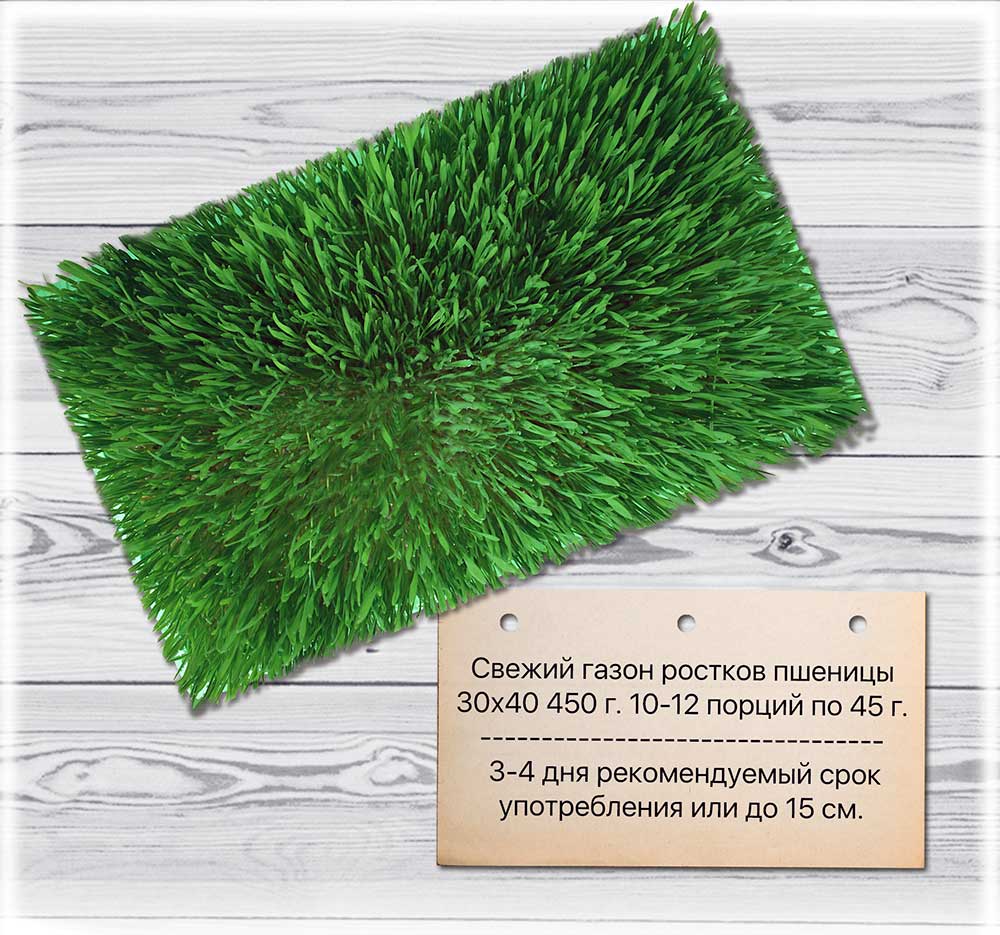 Свежий газон ростков пшеницы
30х40 450 г. 10-12 порций по 45 г.
----------------------------------
3-4 дня рекомендуемый срок
употребления или до 15 см.